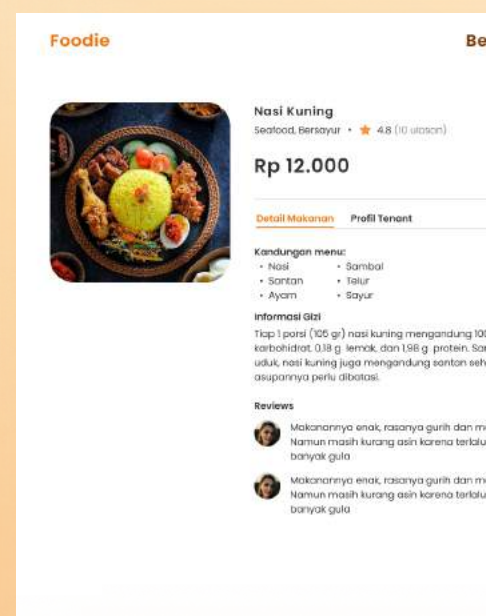 Foodie
Be
Nasi Kuning
Seafood, Bersayur • 4.8 (10 ulasan)
Rp 12.000
Detail Makanan Profil Tenant
Kandungan menu:
• Nasi • Sambal
• Santan • Telur
• Ayam • Sayur
Informasi Gizi
Tiap 1 porsi (105 gr) nasi kuning mengandung 100
karbohidrat, 0,18 g lemak, dan 1,98 g protein. Sa
uduk, nasi kuning juga mengandung santan seh
asupannya perlu dibatasi.
Reviews
Makanannya enak, rasanya gurih dan m
Namun masih kurang asin karena terlalu
banyak gula
Makanannya enak, rasanya gurih dan m
Namun masih kurang asin karena terlalu
banyak gula